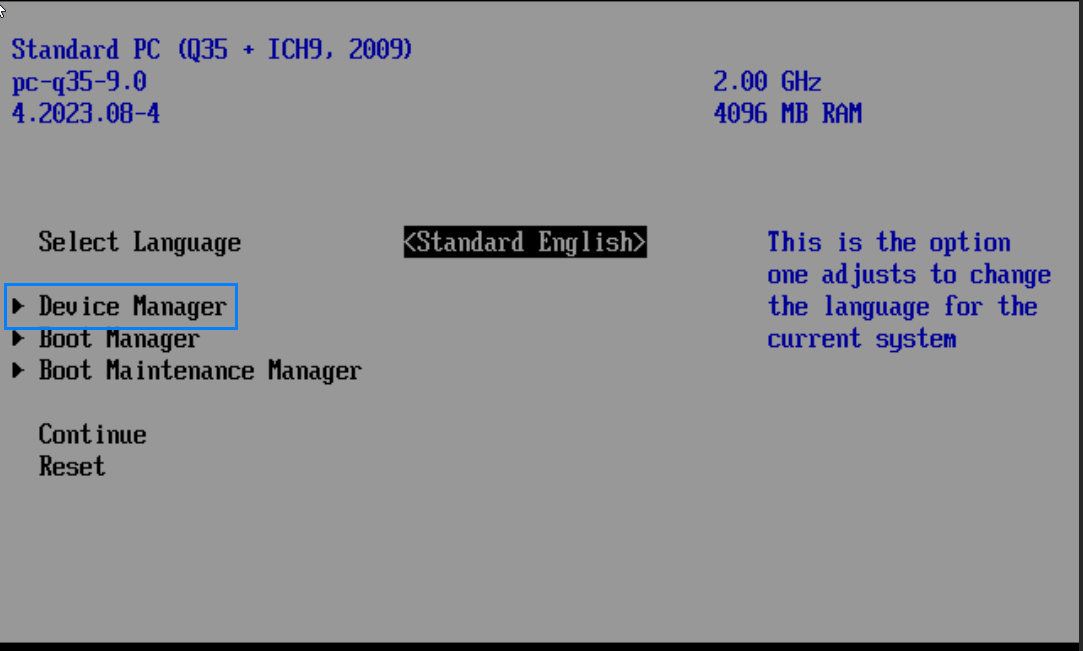 Standard PC (Q35 + ICH9, 2009)
pc-q35-9.0
2.00 GHz
4.2023.08-4
4096 MB RAM
Select Language
<Standard English>
This is the option
one adjusts to change
the language for the
current system
Device Manager
Boot Manager
Boot Maintenance Manager
Continue
Reset